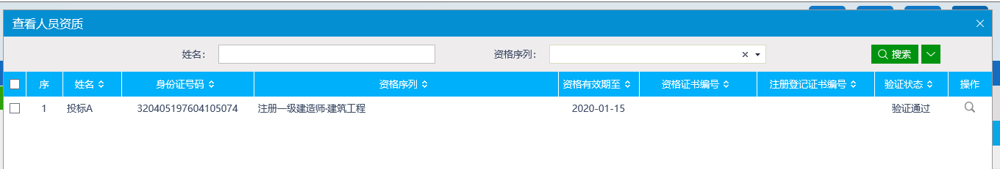 查看人员资质
姓名： 资格序列： 搜索
序 姓名 身份证号码 资格序列 资格有效期至 资格证书编号 注册登记证书编号 验证状态 操作
1 投标A 320405197604105074 注册一级建造师·建筑工程 2020-01-15 验证通过